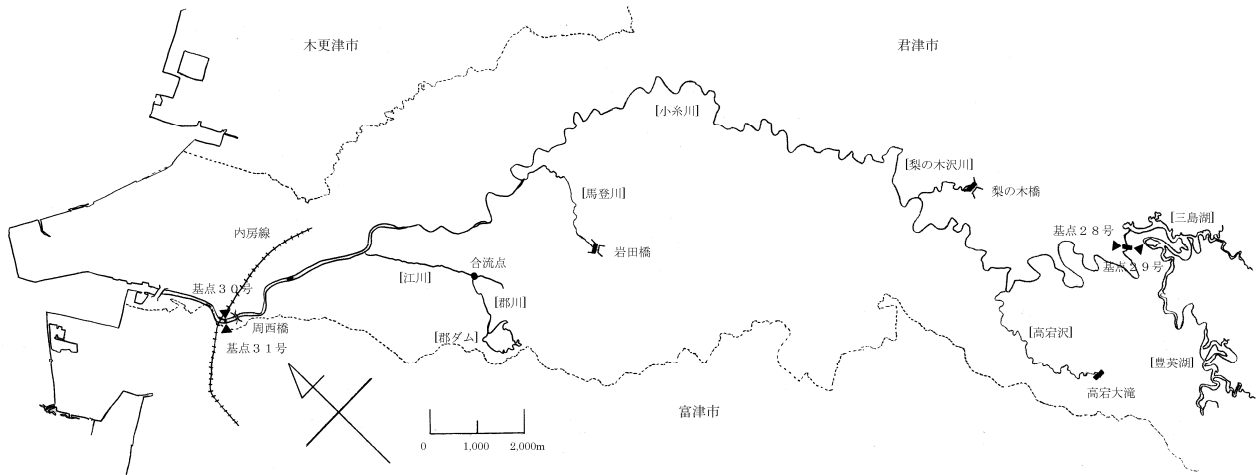 木更津市
君津市
[小糸川]
[梨の木沢川]
梨の木橋
[馬登川]
岩田橋
[三島湖]
基点２８号
基点２９号
内房線
合流点
[江川]
[郡川]
基点３０号
周西橋
基点３１号
[郡ダム]
[高宕沢]
[豊英湖]
高宕大滝
富津市
0 1,000 2,000m